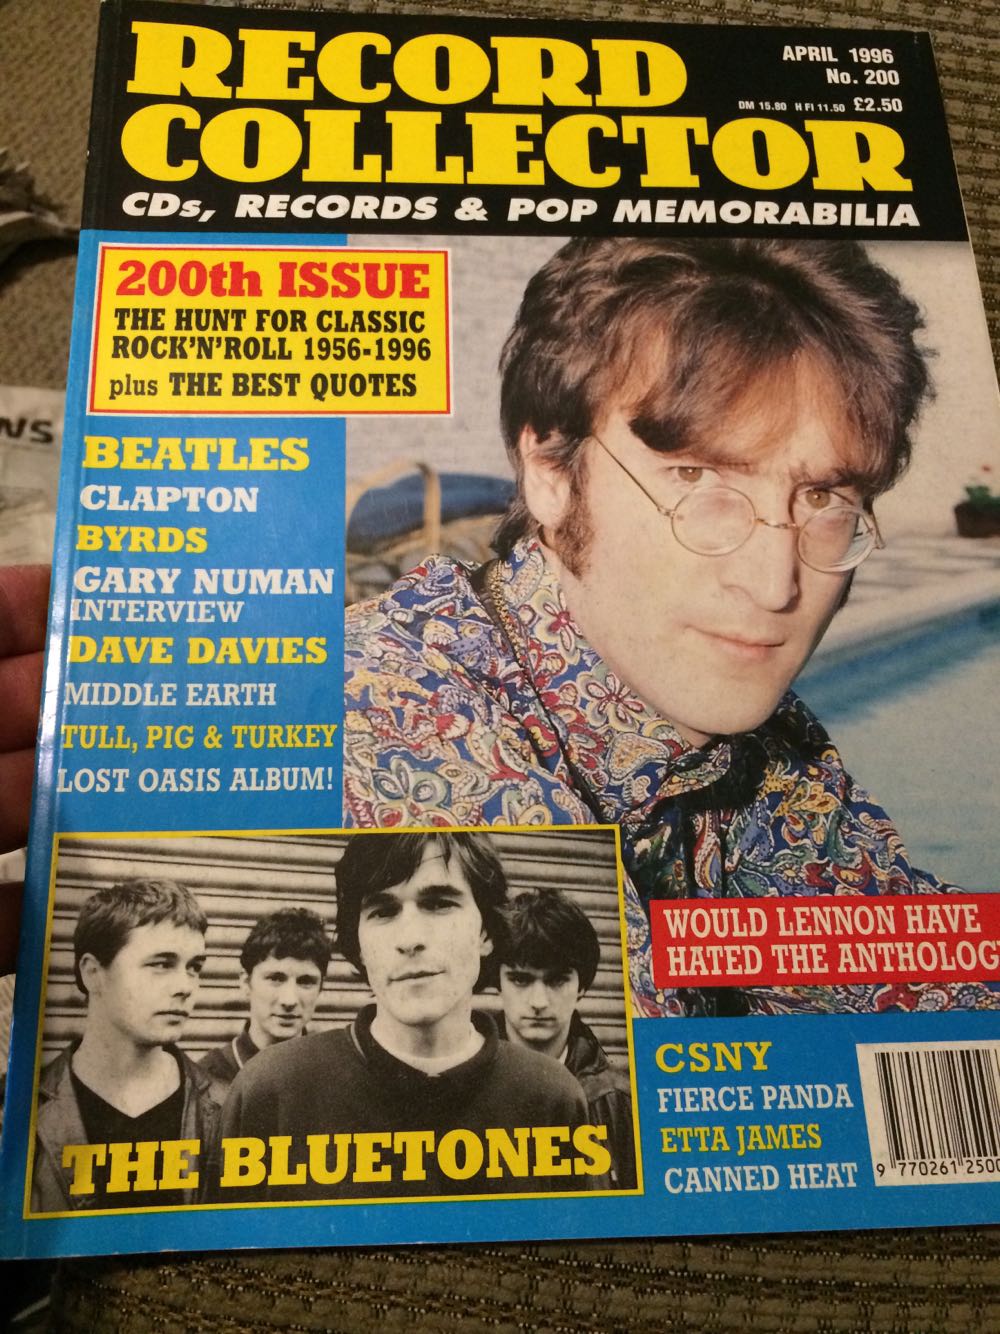 RECORD
COLLECTOR
APRIL 1996
No. 200
DM 15.80 H Fl 11.50 £2.50
CDs, RECORDS & POP MEMORABILIA
200th ISSUE
THE HUNT FOR CLASSIC
ROCK'N'ROLL 1956-1996
plus THE BEST QUOTES
BEATLES
CLAPTON
BYRDS
GARY NUMAN
INTERVIEW
DAVE DAVIES
MIDDLE EARTH
TULL, PIG & TURKEY
LOST OASIS ALBUM!
WOULD LENNON HAVE
HATED THE ANTHOLOG
THE BLUETONES
CSNY
FIERCE PANDA
ETTA JAMES
CANNED HEAT
9 770261 2500
WS